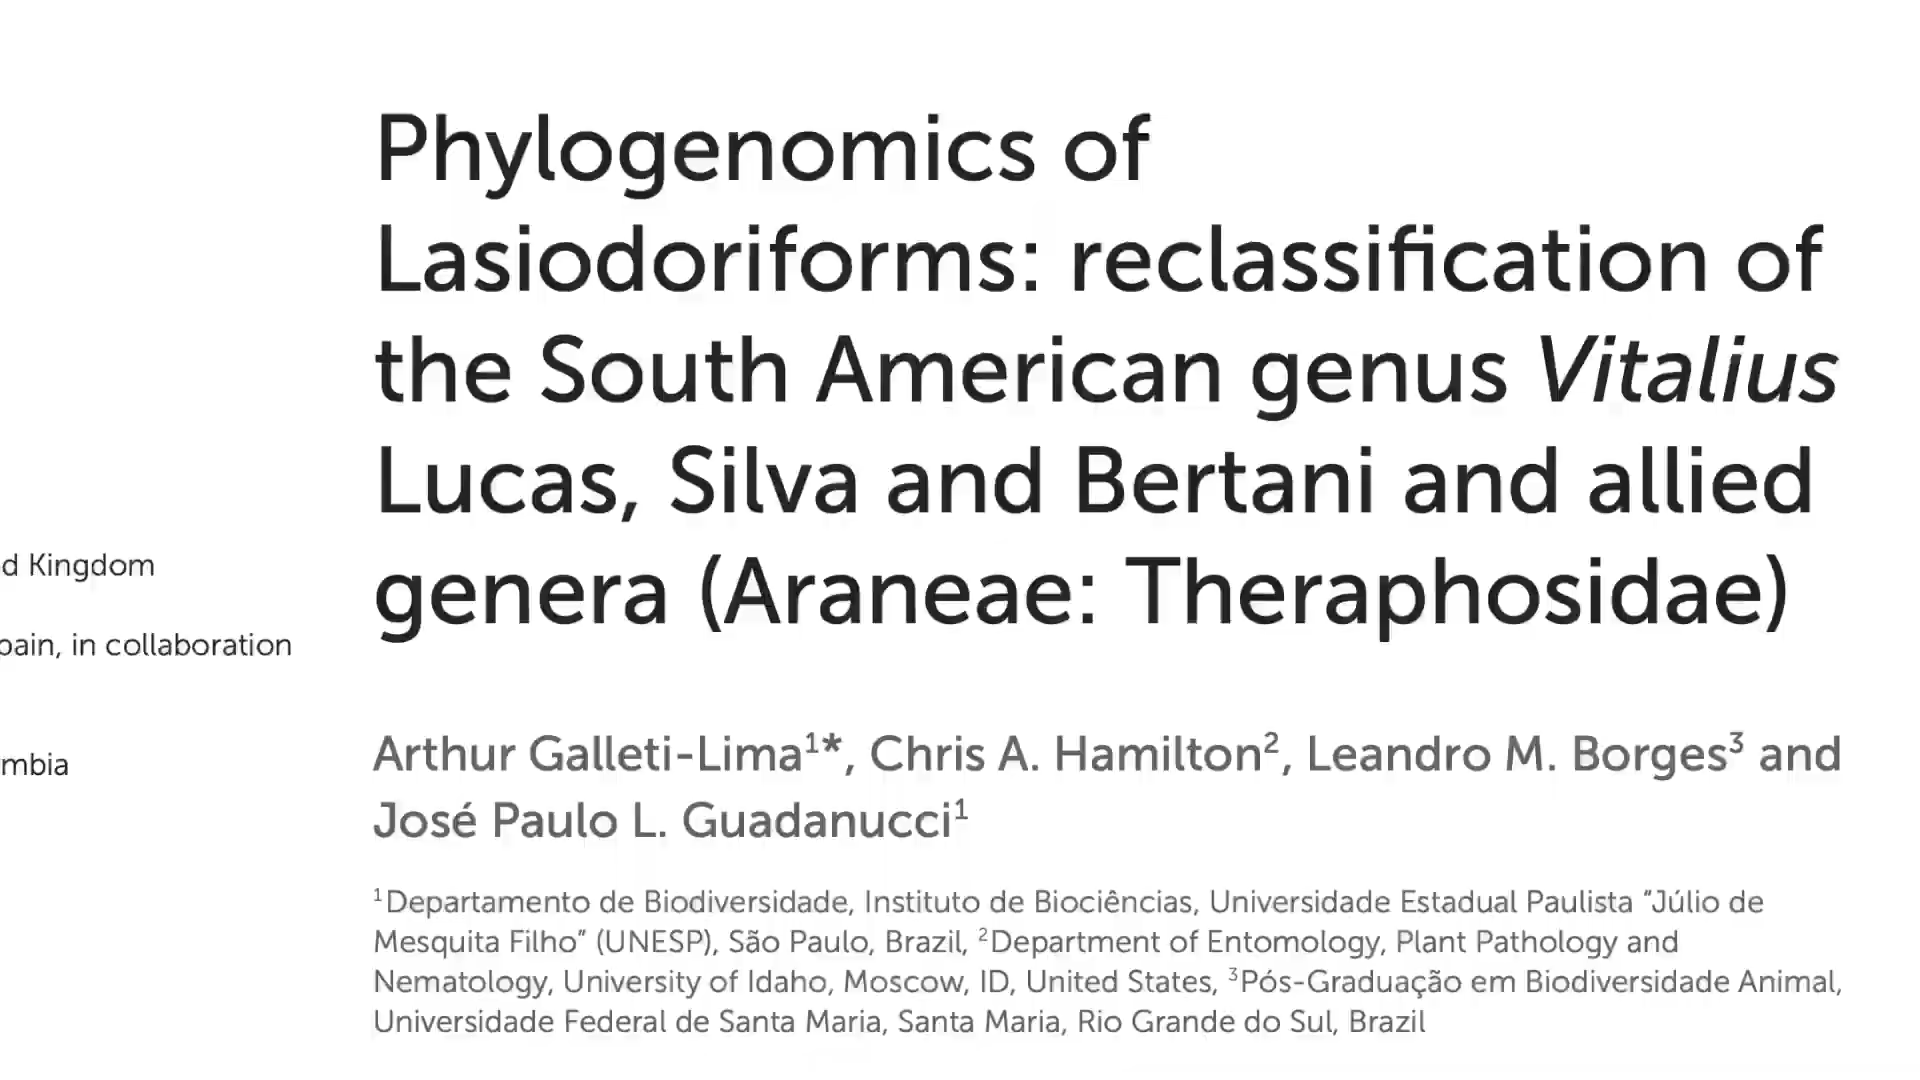 Phylogenomics of
Lasiodoriforms: reclassification of
the South American genus Vitalius
Lucas, Silva and Bertani and allied
genera (Araneae: Theraphosidae)
d Kingdom
pain, in collaboration
mbia
Arthur Galleti-Lima¹*, Chris A. Hamilton², Leandro M. Borges³ and
José Paulo L. Guadanucci¹
¹Departamento de Biodiversidade, Instituto de Biociências, Universidade Estadual Paulista “Júlio de
Mesquita Filho” (UNESP), São Paulo, Brazil, ²Department of Entomology, Plant Pathology and
Nematology, University of Idaho, Moscow, ID, United States, ³Pós-Graduação em Biodiversidade Animal,
Universidade Federal de Santa Maria, Santa Maria, Rio Grande do Sul, Brazil